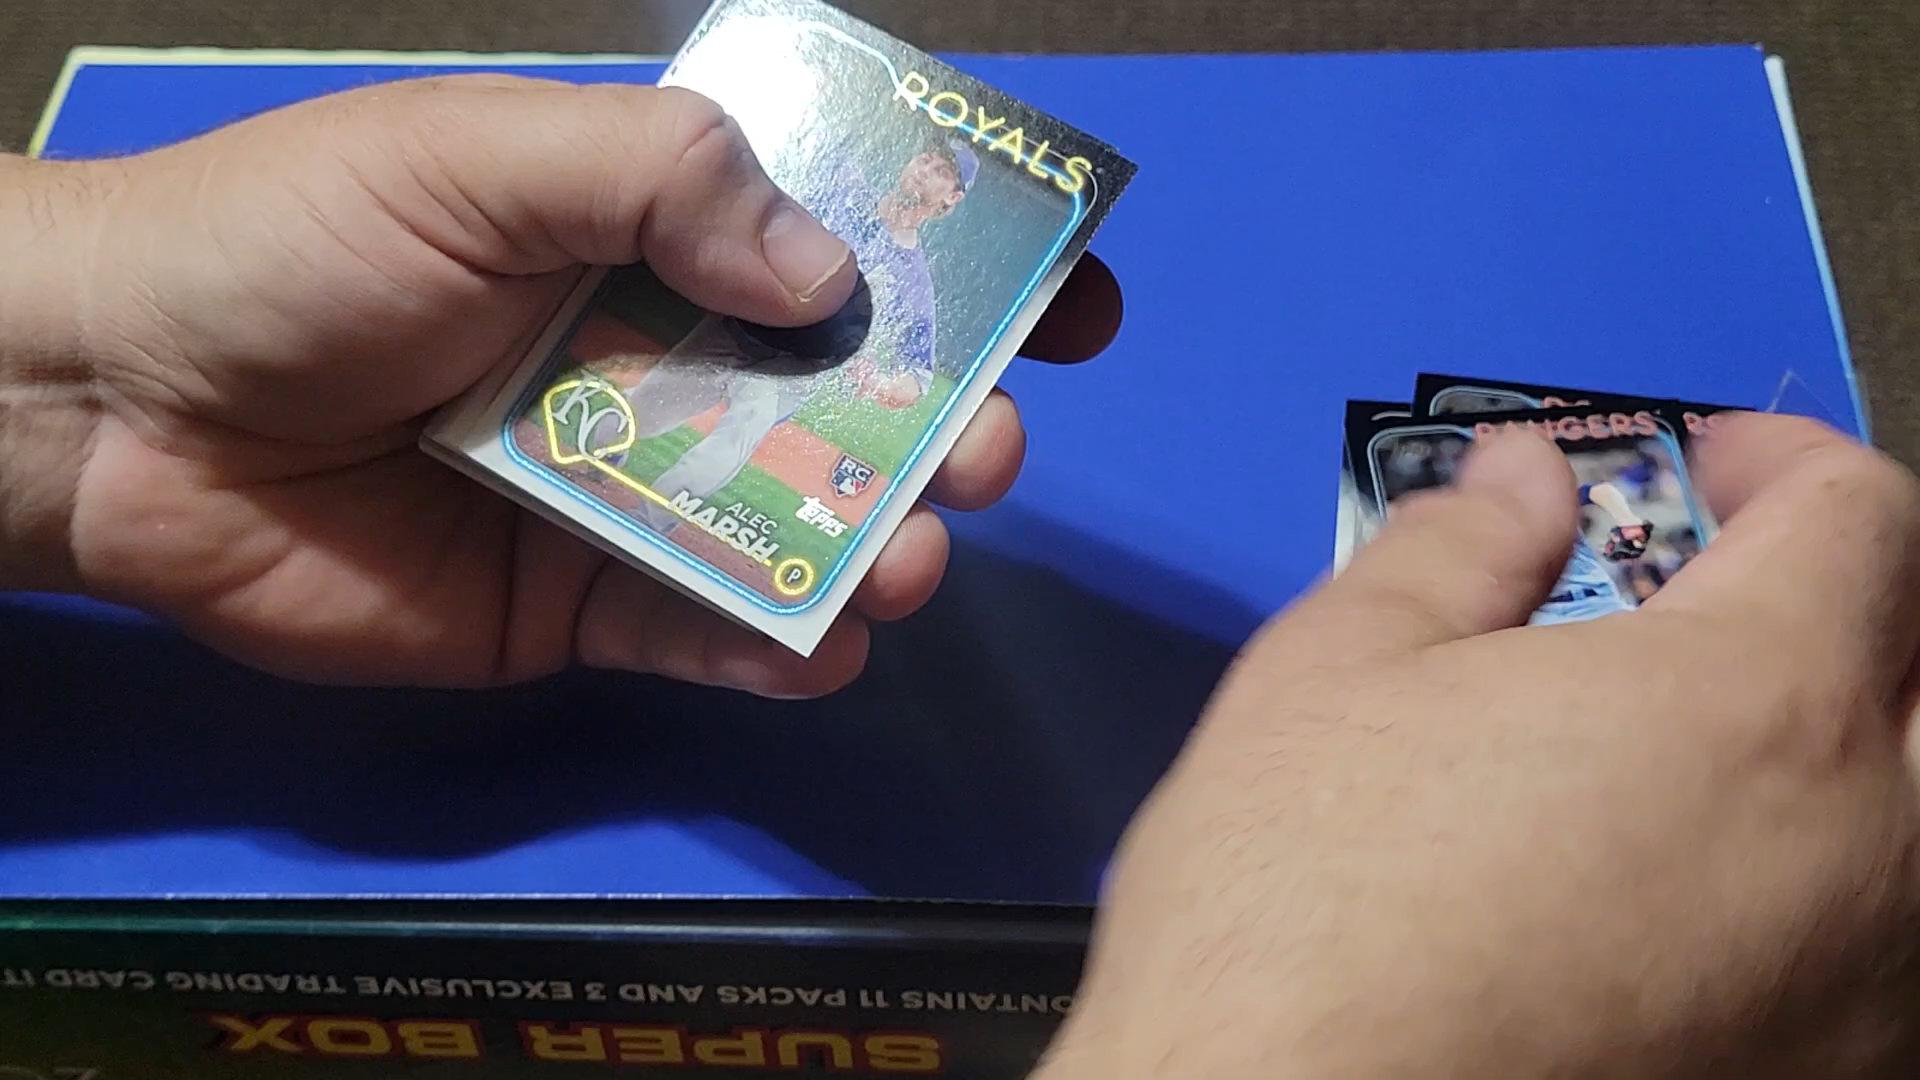 ROYALS
KC
RC
TOPPS
ALEC
MARSH
P
RANGERS
CONTAINS 11 PACKS AND 3 EXCLUSIVE TRADING CARD
SUPER BOX